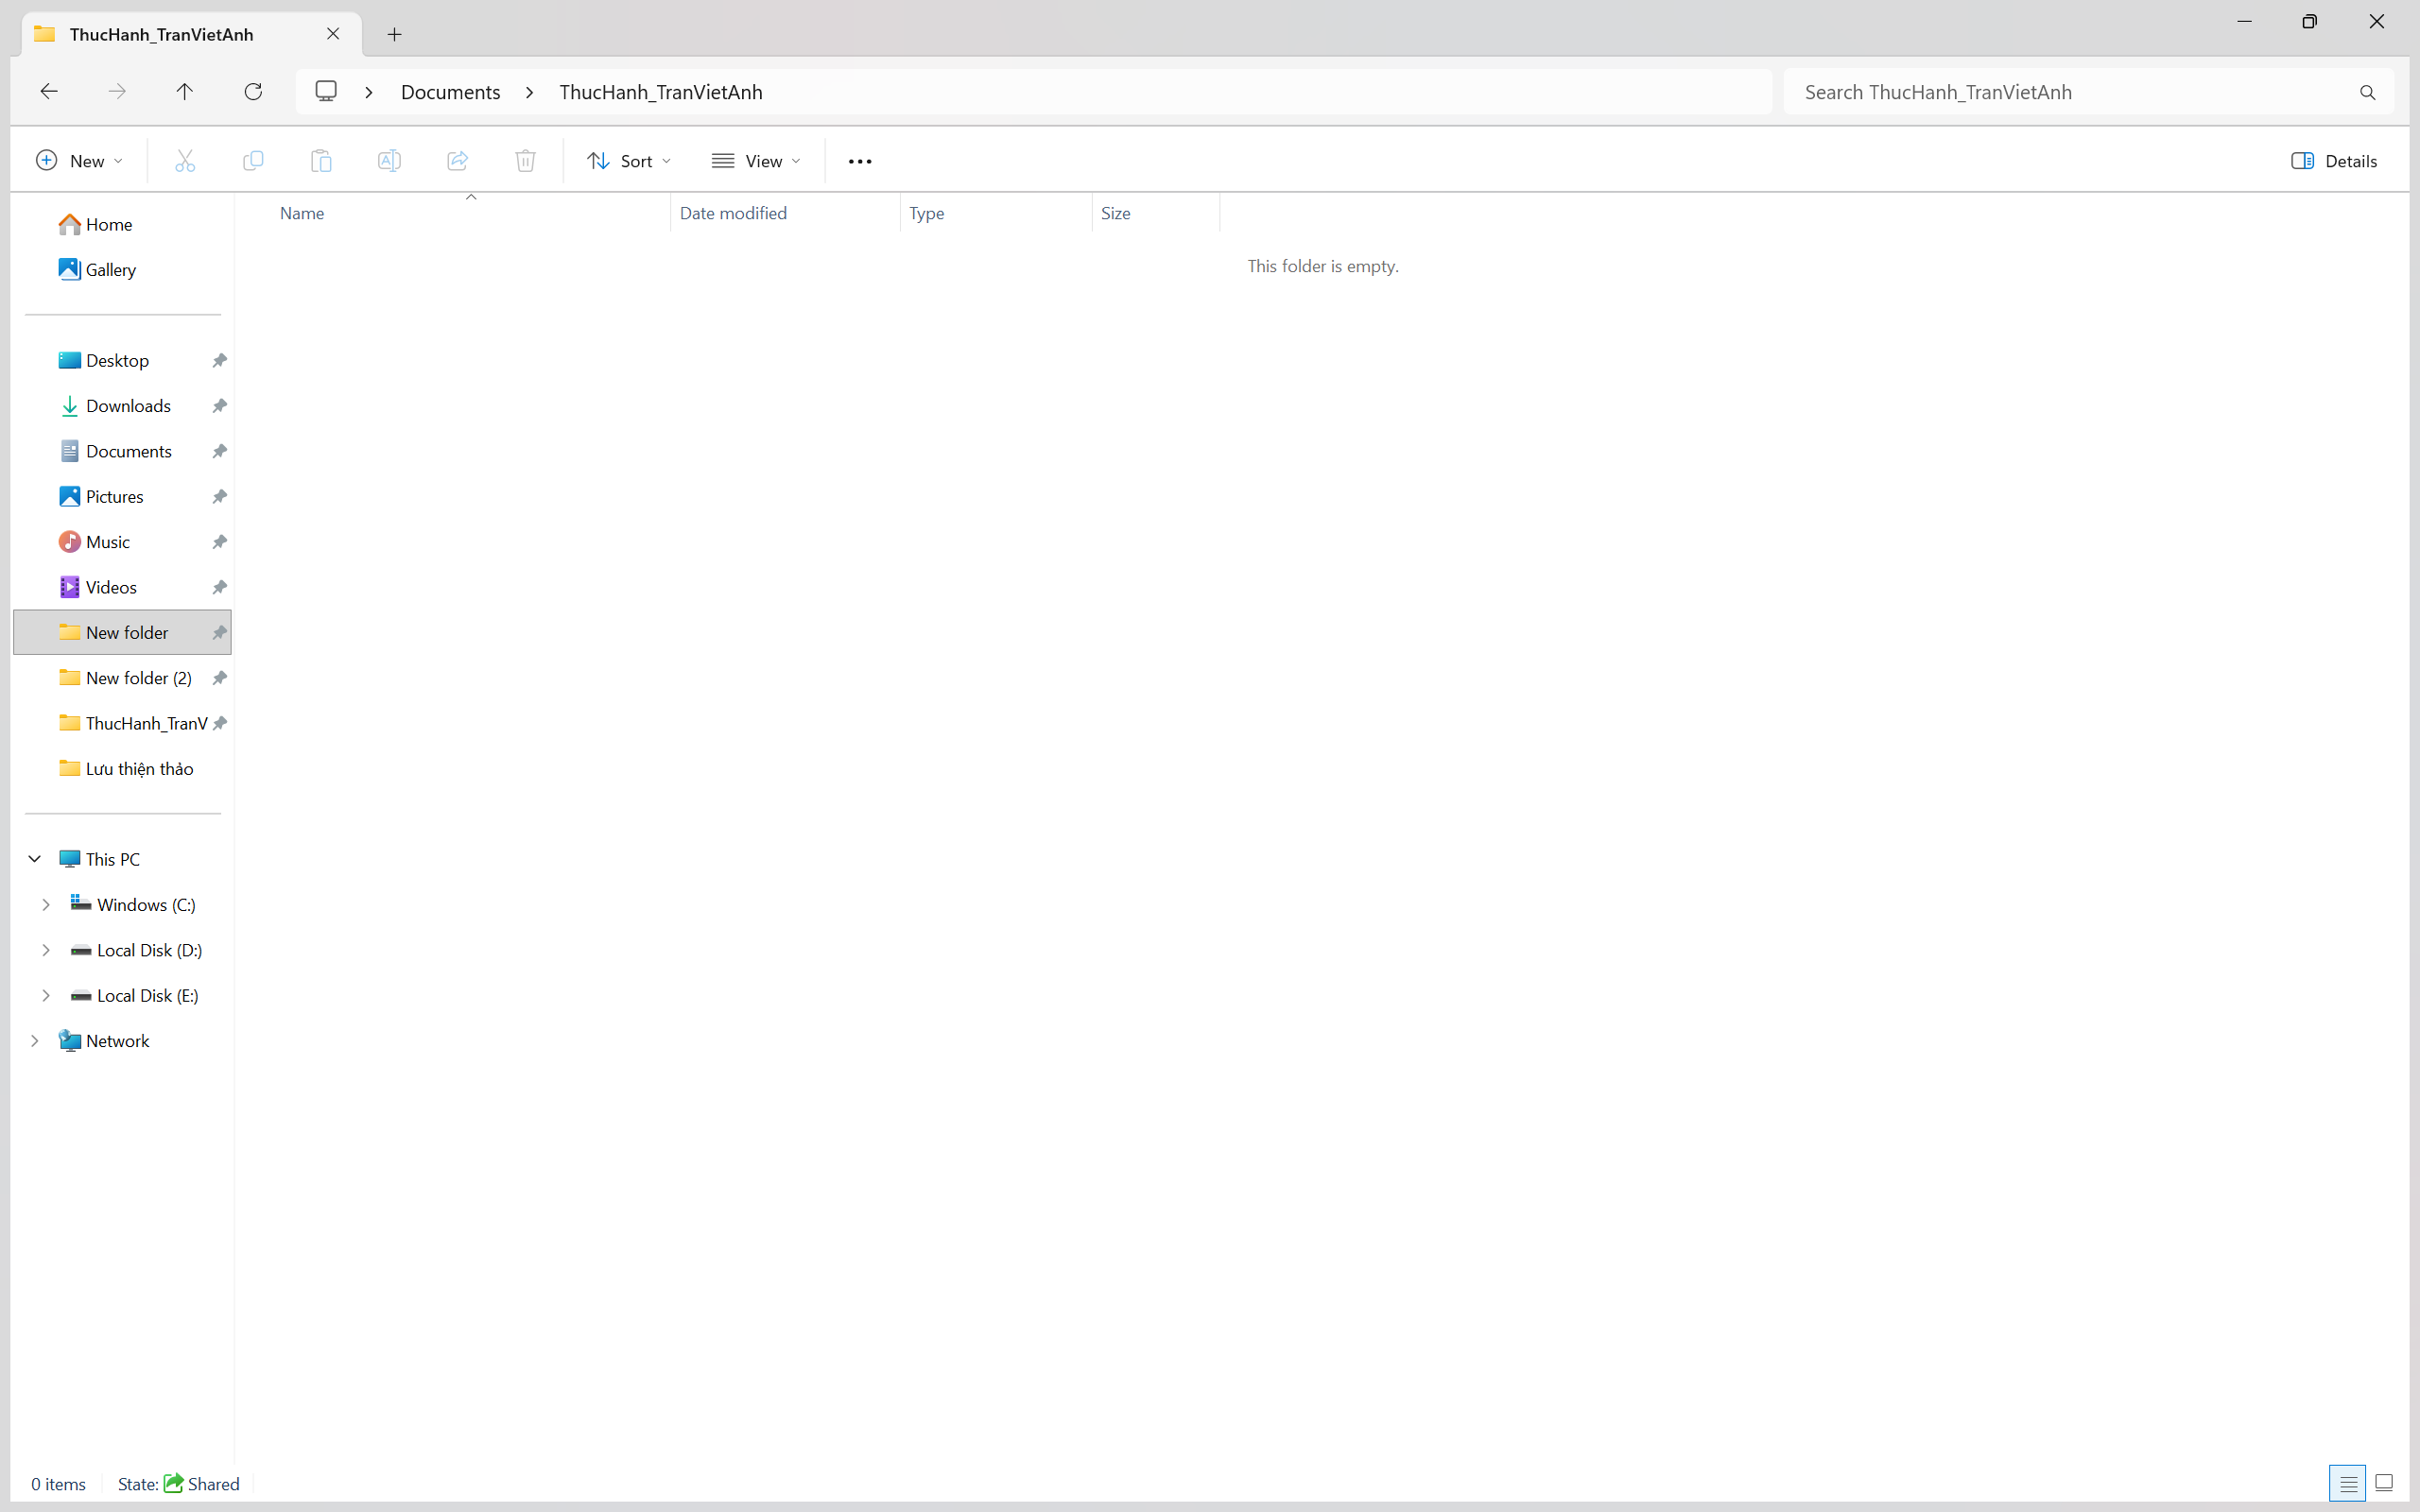 ThucHanh_TranVietAnh
Documents ThucHanh_TranVietAnh
Search ThucHanh_TranVietAnh
New Sort View Details
Name Date modified Type Size
This folder is empty.
Home
Gallery
Desktop
Downloads
Documents
Pictures
Music
Videos
New folder
New folder (2)
ThucHanh_TranV
Lưu thiện thảo
This PC
Windows (C:)
Local Disk (D:)
Local Disk (E:)
Network
0 items State: Shared